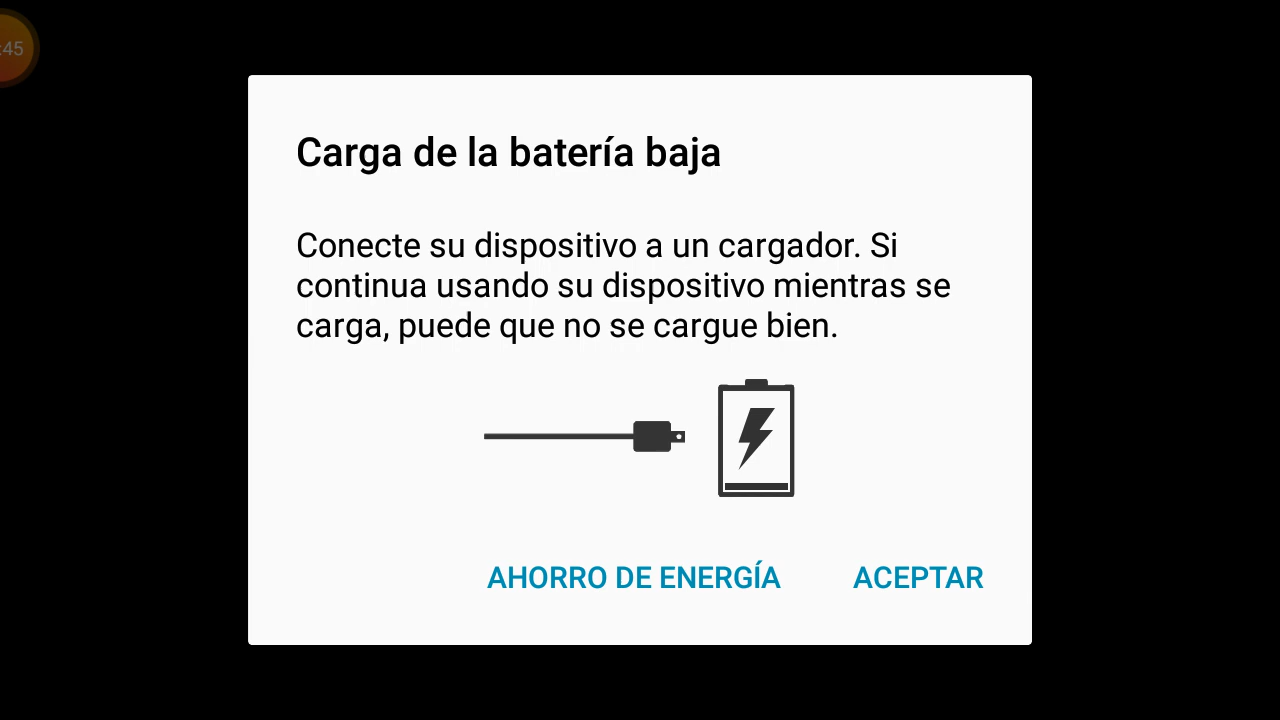 :45
Carga de la batería baja
Conecte su dispositivo a un cargador. Si
continua usando su dispositivo mientras se
carga, puede que no se cargue bien.
AHORRO DE ENERGÍA ACEPTAR